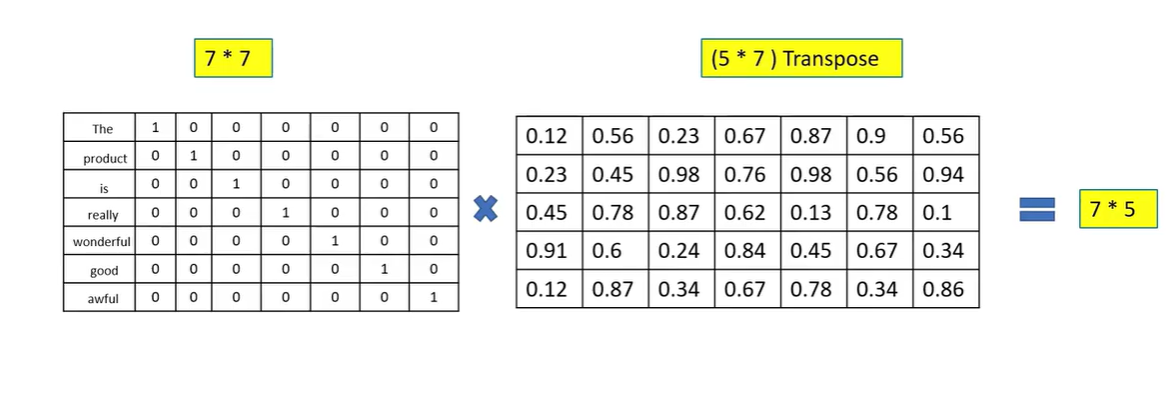 7 * 7
(5 * 7 ) Transpose
The 1 0 0 0 0 0 0
product 0 1 0 0 0 0 0
is 0 0 1 0 0 0 0
really 0 0 0 1 0 0 0
wonderful 0 0 0 0 1 0 0
good 0 0 0 0 0 1 0
awful 0 0 0 0 0 0 1
0.12 0.56 0.23 0.67 0.87 0.9 0.56
0.23 0.45 0.98 0.76 0.98 0.56 0.94
0.45 0.78 0.87 0.62 0.13 0.78 0.1
0.91 0.6 0.24 0.84 0.45 0.67 0.34
0.12 0.87 0.34 0.67 0.78 0.34 0.86
7 * 5